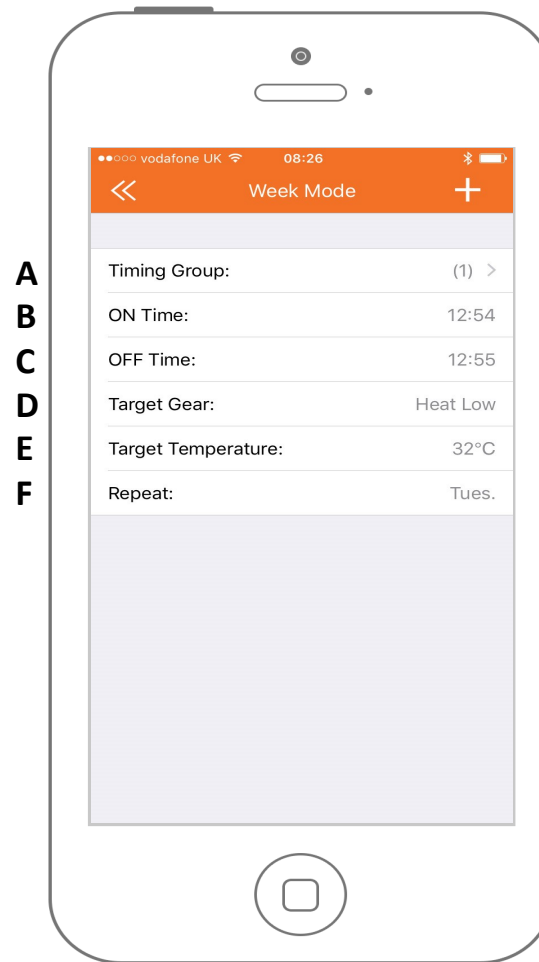 vodafone UK 08:26
Week Mode
A Timing Group: (1) >
B ON Time: 12:54
C OFF Time: 12:55
D Target Gear: Heat Low
E Target Temperature: 32°C
F Repeat: Tues.